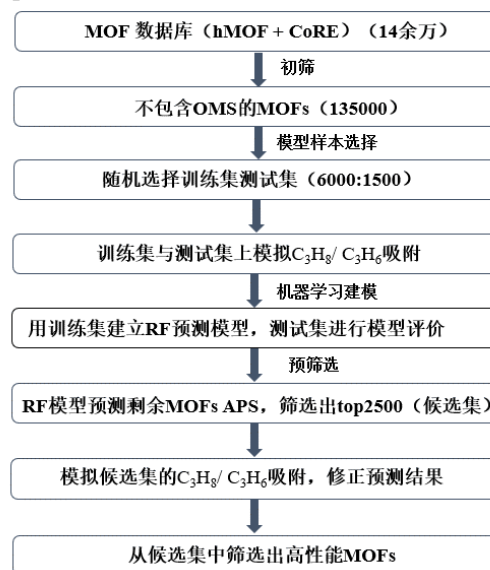 MOF 数据库（hMOF + CoRE）（14余万）
初筛
不包含OMS的MOFs（135000）
模型样本选择
随机选择训练集测试集（6000:1500）
训练集与测试集上模拟C₃H₈/ C₃H₆吸附
机器学习建模
用训练集建立RF预测模型，测试集进行模型评价
预筛选
RF模型预测剩余MOFs APS，筛选出top2500（候选集）
模拟候选集的C₃H₈/ C₃H₆吸附，修正预测结果
从候选集中筛选出高性能MOFs